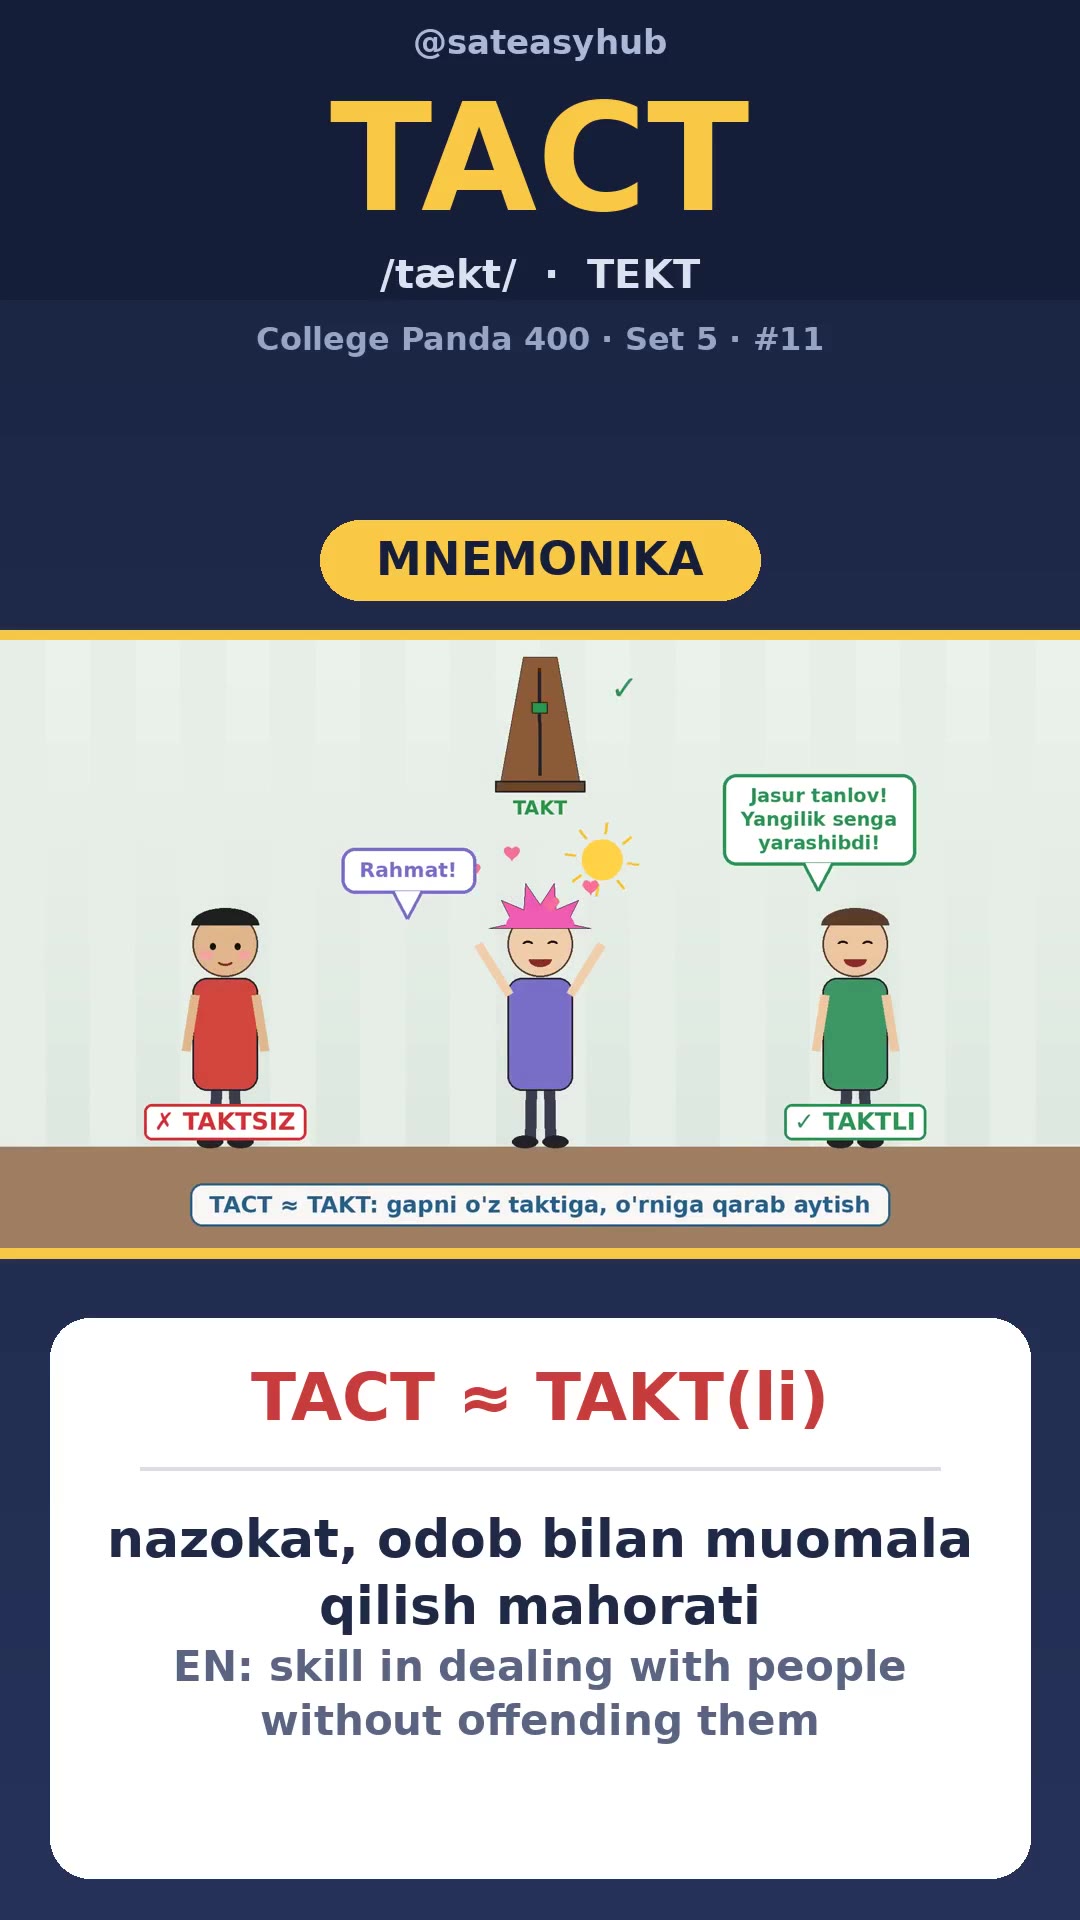 @sateasyhub
TACT
/tækt/ · TEKT
College Panda 400 · Set 5 · #11
MNEMONIKA
✓
TAKT
Jasur tanlov!
Yangilik senga
yarashibdi!
Rahmat!
✗ TAKTSIZ
✓ TAKTLI
TACT ≈ TAKT: gapni o'z taktiga, o'rniga qarab aytish
TACT ≈ TAKT(li)
nazokat, odob bilan muomala
qilish mahorati
EN: skill in dealing with people
without offending them